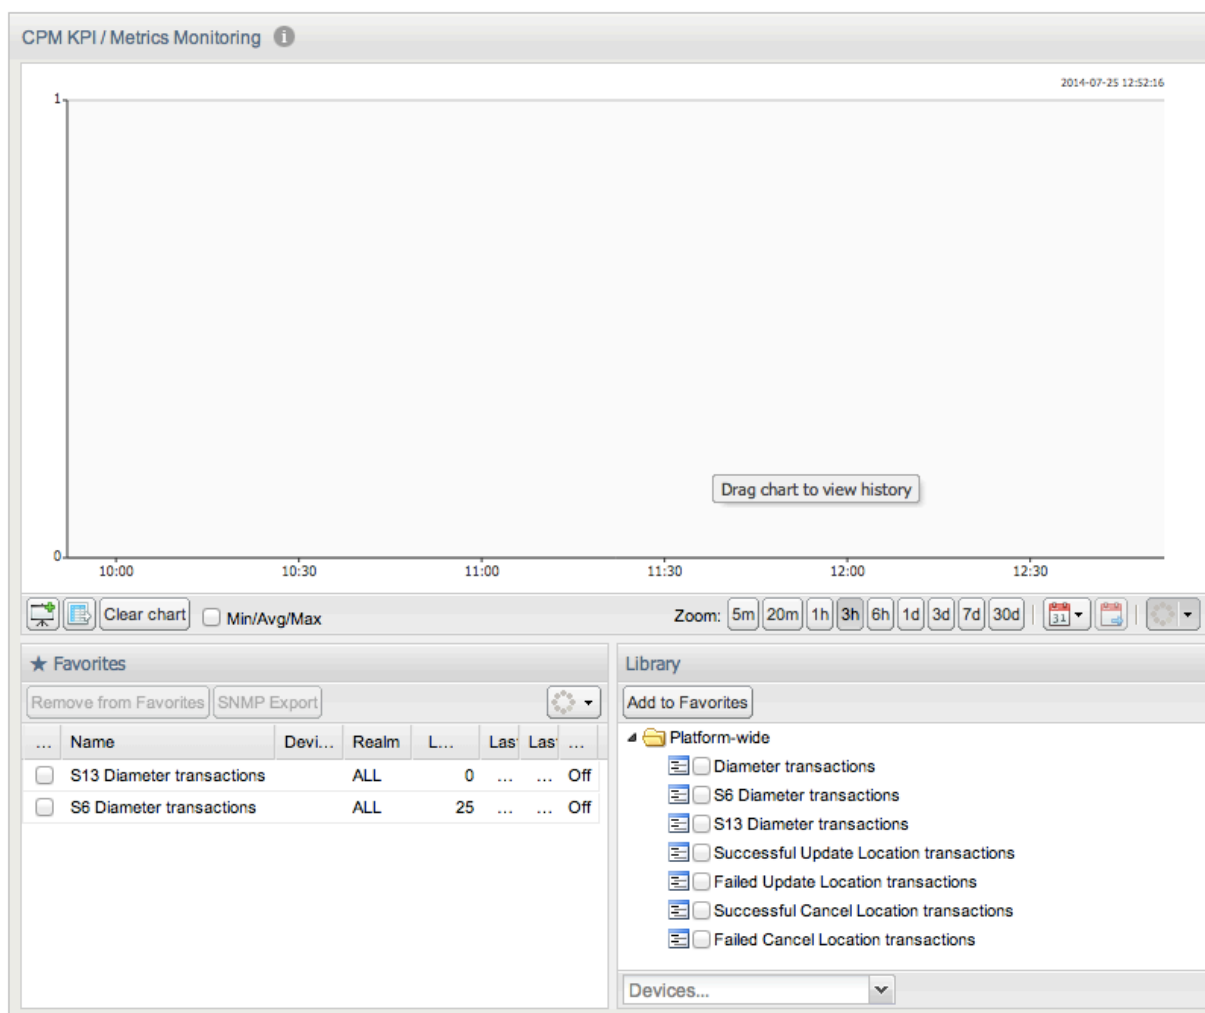 CPM KPI / Metrics Monitoring i
2014-07-25 12:52:16
1
Drag chart to view history
0
10:00 10:30 11:00 11:30 12:00 12:30
Clear chart Min/Avg/Max Zoom: 5m 20m 1h 3h 6h 1d 3d 7d 30d 31
Favorites
Remove from Favorites SNMP Export
... Name Devi... Realm L... Las Las ...
S13 Diameter transactions ALL 0 ... ... Off
S6 Diameter transactions ALL 25 ... ... Off
Library
Add to Favorites
Platform-wide
Diameter transactions
S6 Diameter transactions
S13 Diameter transactions
Successful Update Location transactions
Failed Update Location transactions
Successful Cancel Location transactions
Failed Cancel Location transactions
Devices...